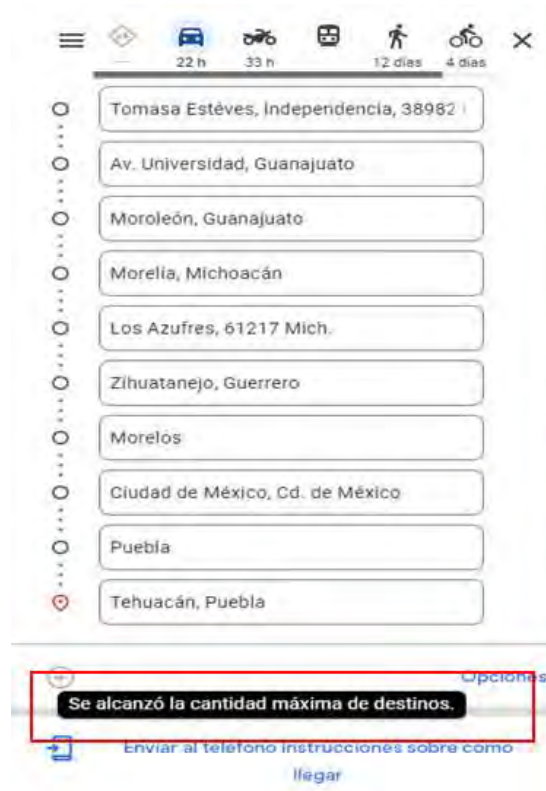 22 h 33 h 12 días 4 días
Tomasa Estéves, Independencia, 38982
Av. Universidad, Guanajuato
Moroleón, Guanajuato
Morelia, Michoacán
Los Azufres, 61217 Mich.
Zihuatanejo, Guerrero
Morelos
Ciudad de México, Cd. de México
Puebla
Tehuacán, Puebla
Opciones
Se alcanzó la cantidad máxima de destinos.
Enviar al teléfono instrucciones sobre cómo
llegar